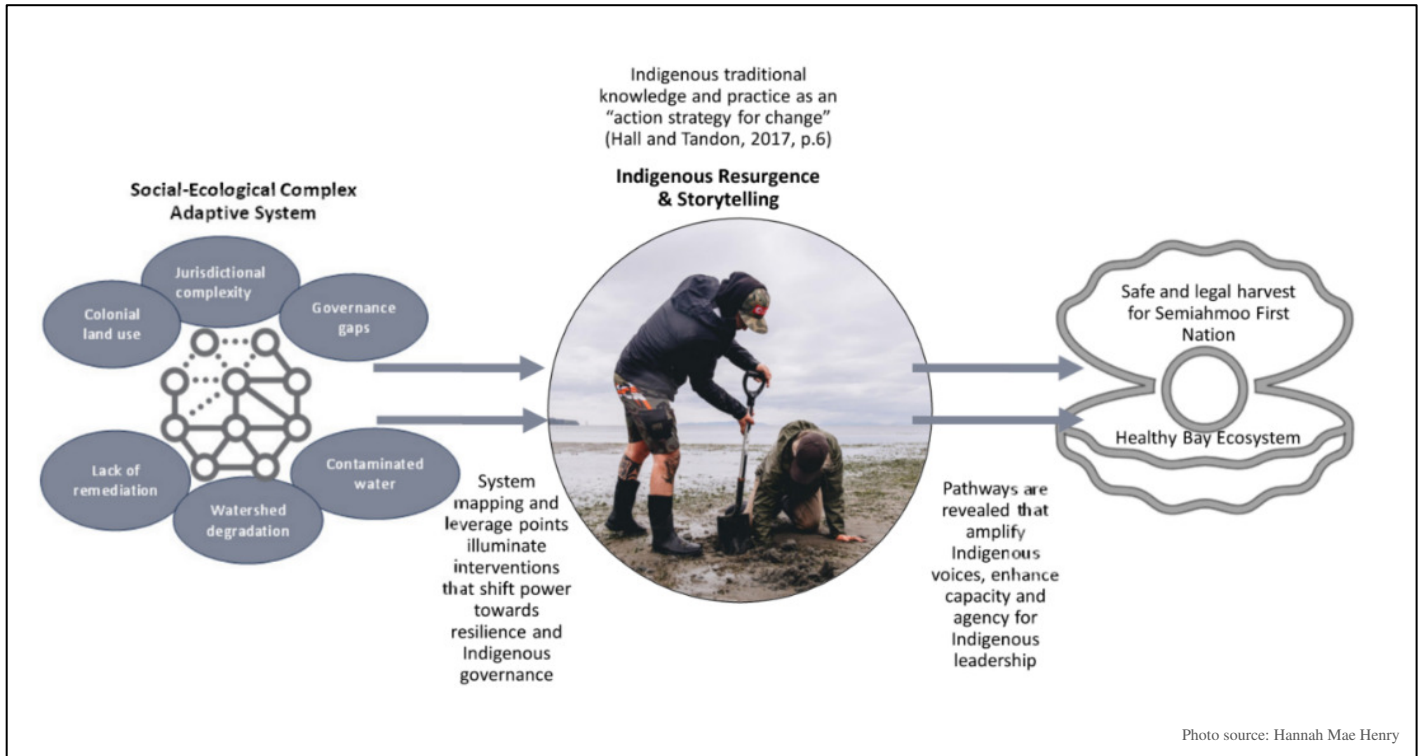 Indigenous traditional
knowledge and practice as an
“action strategy for change”
(Hall and Tandon, 2017, p.6)
Indigenous Resurgence
& Storytelling
Social-Ecological Complex
Adaptive System
Jurisdictional
complexity
Colonial
land use
Governance
gaps
Lack of
remediation
Watershed
degradation
Contaminated
water
System
mapping and
leverage points
illuminate
interventions
that shift power
towards
resilience and
Indigenous
governance
Pathways are
revealed that
amplify
Indigenous
voices, enhance
capacity and
agency for
Indigenous
leadership
Safe and legal harvest
for Semiahmoo First
Nation
Healthy Bay Ecosystem
Photo source: Hannah Mae Henry